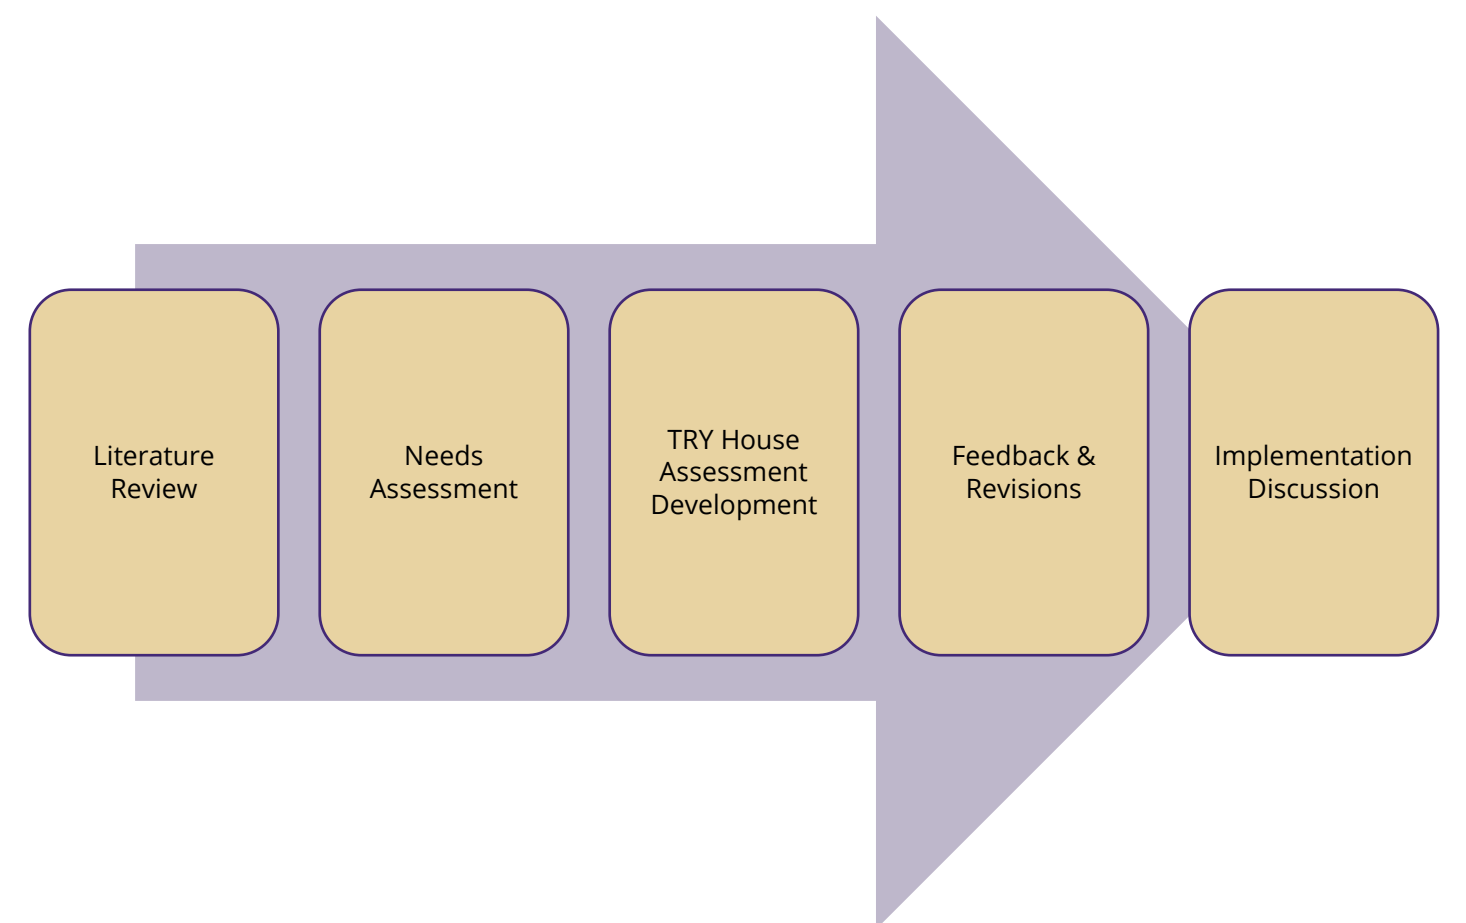 Literature
Review
Needs
Assessment
TRY House
Assessment
Development
Feedback &
Revisions
Implementation
Discussion